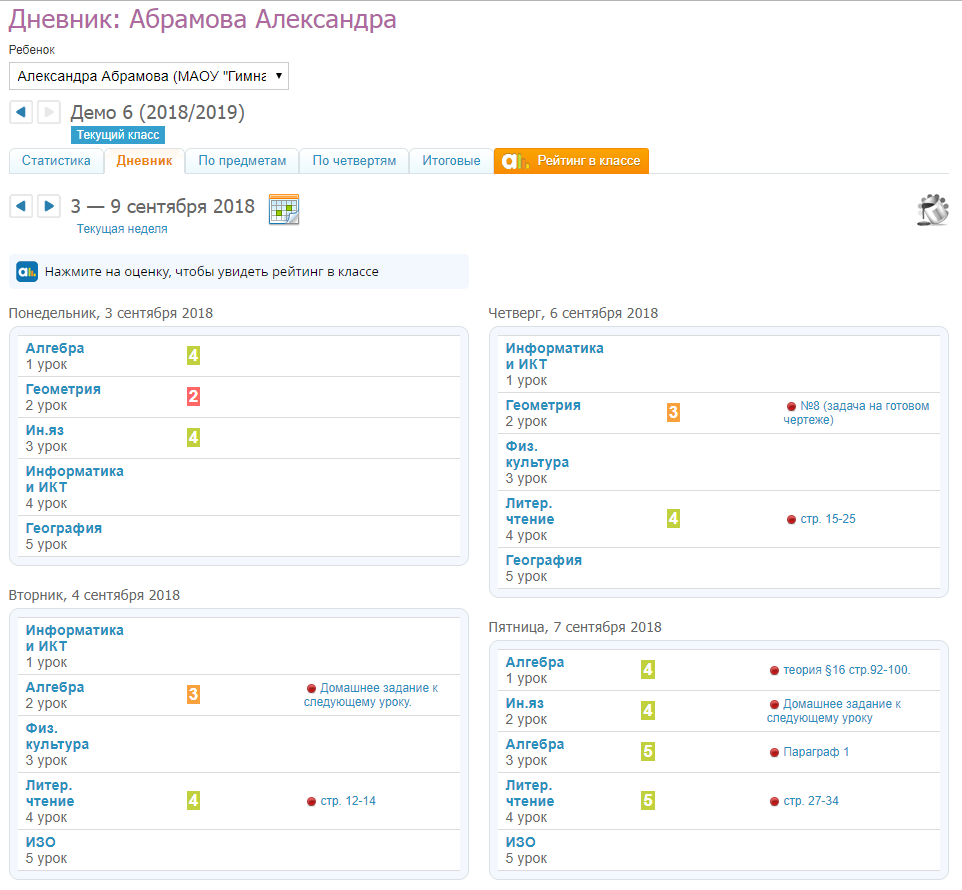 Дневник: Абрамова Александра
Ребенок
Александра Абрамова (МАОУ "Гимна
Демо 6 (2018/2019)
Текущий класс
Статистика Дневник По предметам По четвертям Итоговые Рейтинг в классе
3 — 9 сентября 2018
Текущая неделя
Нажмите на оценку, чтобы увидеть рейтинг в классе
Понедельник, 3 сентября 2018
Алгебра 4
1 урок
Геометрия 2
2 урок
Ин.яз 4
3 урок
Информатика
и ИКТ
4 урок
География
5 урок
Вторник, 4 сентября 2018
Информатика
и ИКТ
1 урок
Алгебра 3 Домашнее задание к
2 урок следующему уроку.
Физ.
культура
3 урок
Литер.
чтение 4 стр. 12-14
4 урок
ИЗО
5 урок
Четверг, 6 сентября 2018
Информатика
и ИКТ
1 урок
Геометрия 3 №8 (задача на готовом
2 урок чертеже)
Физ.
культура
3 урок
Литер.
чтение 4 стр. 15-25
4 урок
География
5 урок
Пятница, 7 сентября 2018
Алгебра 4 теория §16 стр.92-100.
1 урок
Ин.яз 4 Домашнее задание к
2 урок следующему уроку
Алгебра 5 Параграф 1
3 урок
Литер.
чтение 5 стр. 27-34
4 урок
ИЗО
5 урок